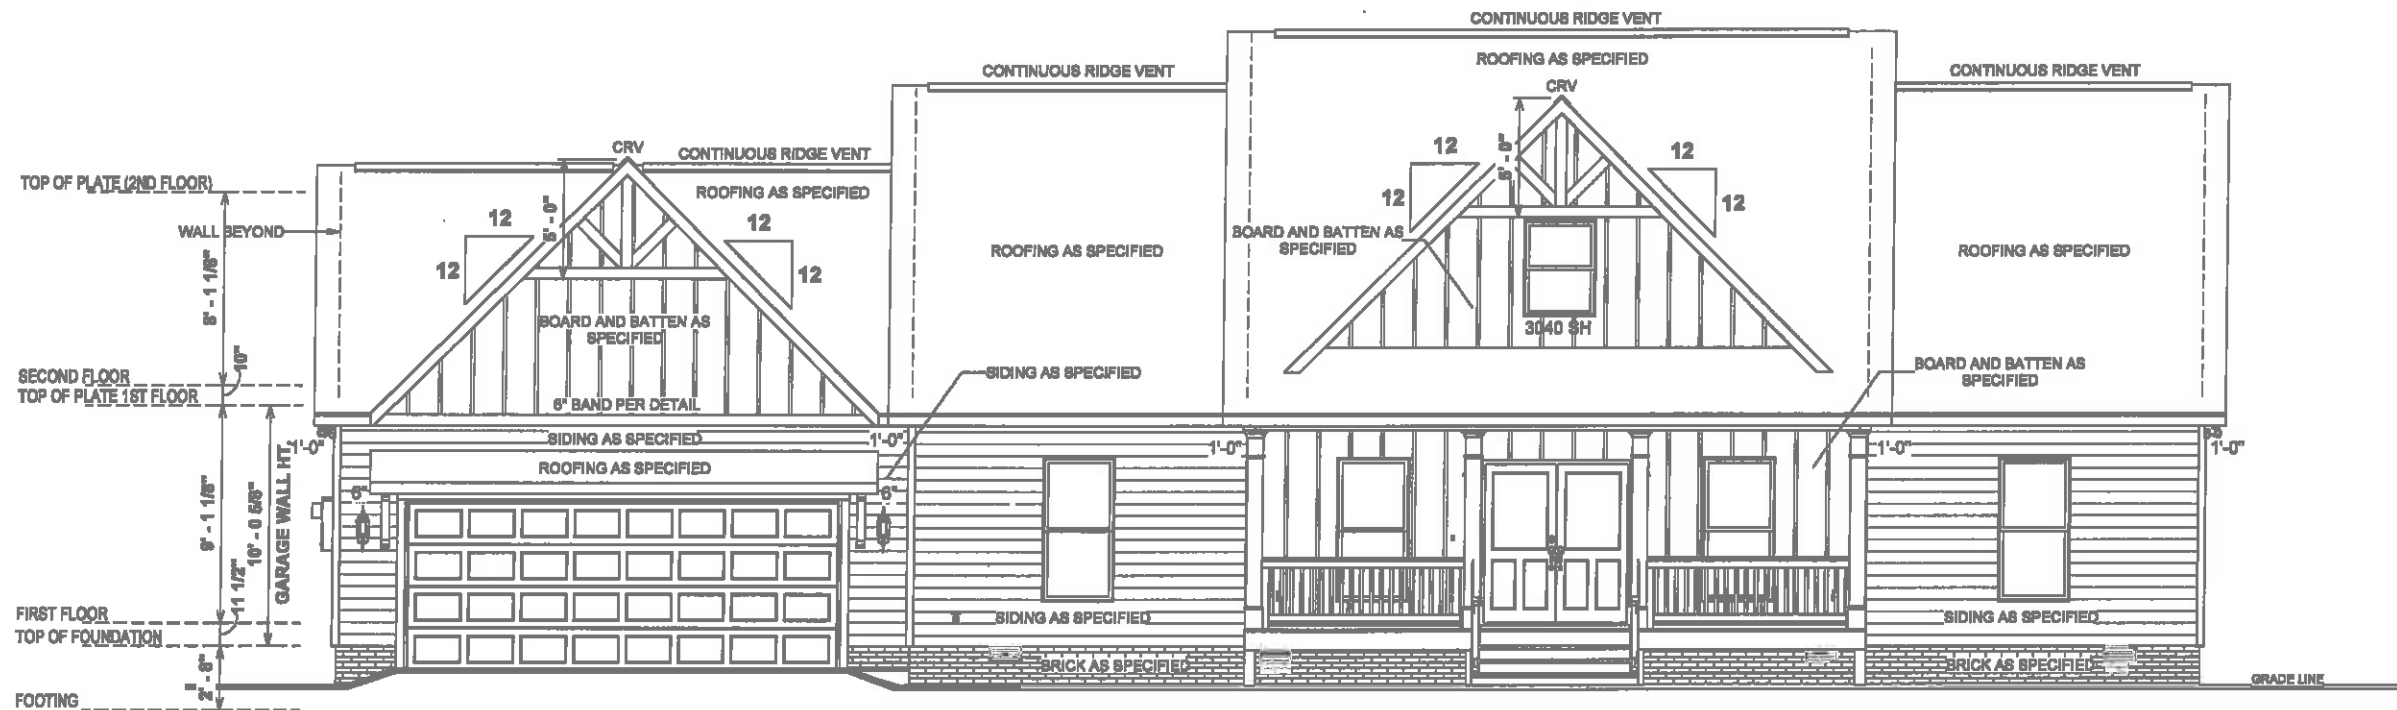 CONTINUOUS RIDGE VENT
ROOFING AS SPECIFIED
CONTINUOUS RIDGE VENT
CONTINUOUS RIDGE VENT
CRV
CRV
CONTINUOUS RIDGE VENT
12
12
5' - 0"
12
12
TOP OF PLATE (2ND FLOOR)
ROOFING AS SPECIFIED
WALL BEYOND
5' - 0"
12
12
12
12
BOARD AND BATTEN AS
SPECIFIED
ROOFING AS SPECIFIED
ROOFING AS SPECIFIED
8' - 1 1/8"
BOARD AND BATTEN AS
SPECIFIED
3040 SH
10"
SECOND FLOOR
SIDING AS SPECIFIED
BOARD AND BATTEN AS
SPECIFIED
TOP OF PLATE 1ST FLOOR
6" BAND PER DETAIL
1'-0"
SIDING AS SPECIFIED
1'-0"
1'-0"
1'-0"
1'-0"
ROOFING AS SPECIFIED
6"
6"
9' - 1 1/8"
10' - 0 5/8"
GARAGE WALL HT.
11 1/2"
FIRST FLOOR
SIDING AS SPECIFIED
SIDING AS SPECIFIED
TOP OF FOUNDATION
BRICK AS SPECIFIED
BRICK AS SPECIFIED
2' - 8"
GRADE LINE
FOOTING